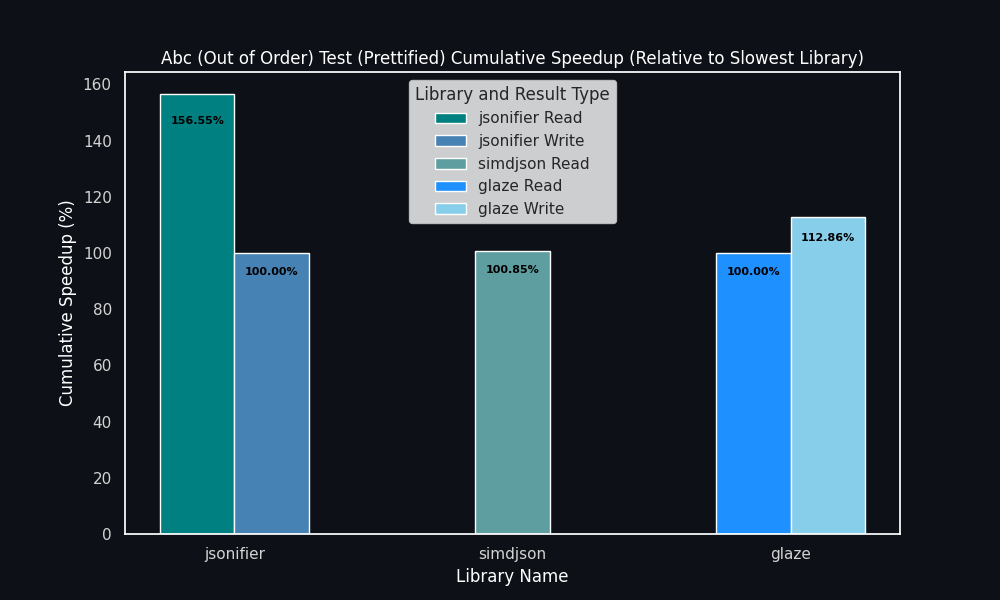 Abc (Out of Order) Test (Prettified) Cumulative Speedup (Relative to Slowest Library)
Cumulative Speedup (%)
160
140
120
100
80
60
40
20
0
Library and Result Type
jsonifier Read
jsonifier Write
simdjson Read
glaze Read
glaze Write
156.55%
100.00%
100.85%
100.00%
112.86%
jsonifier
simdjson
glaze
Library Name